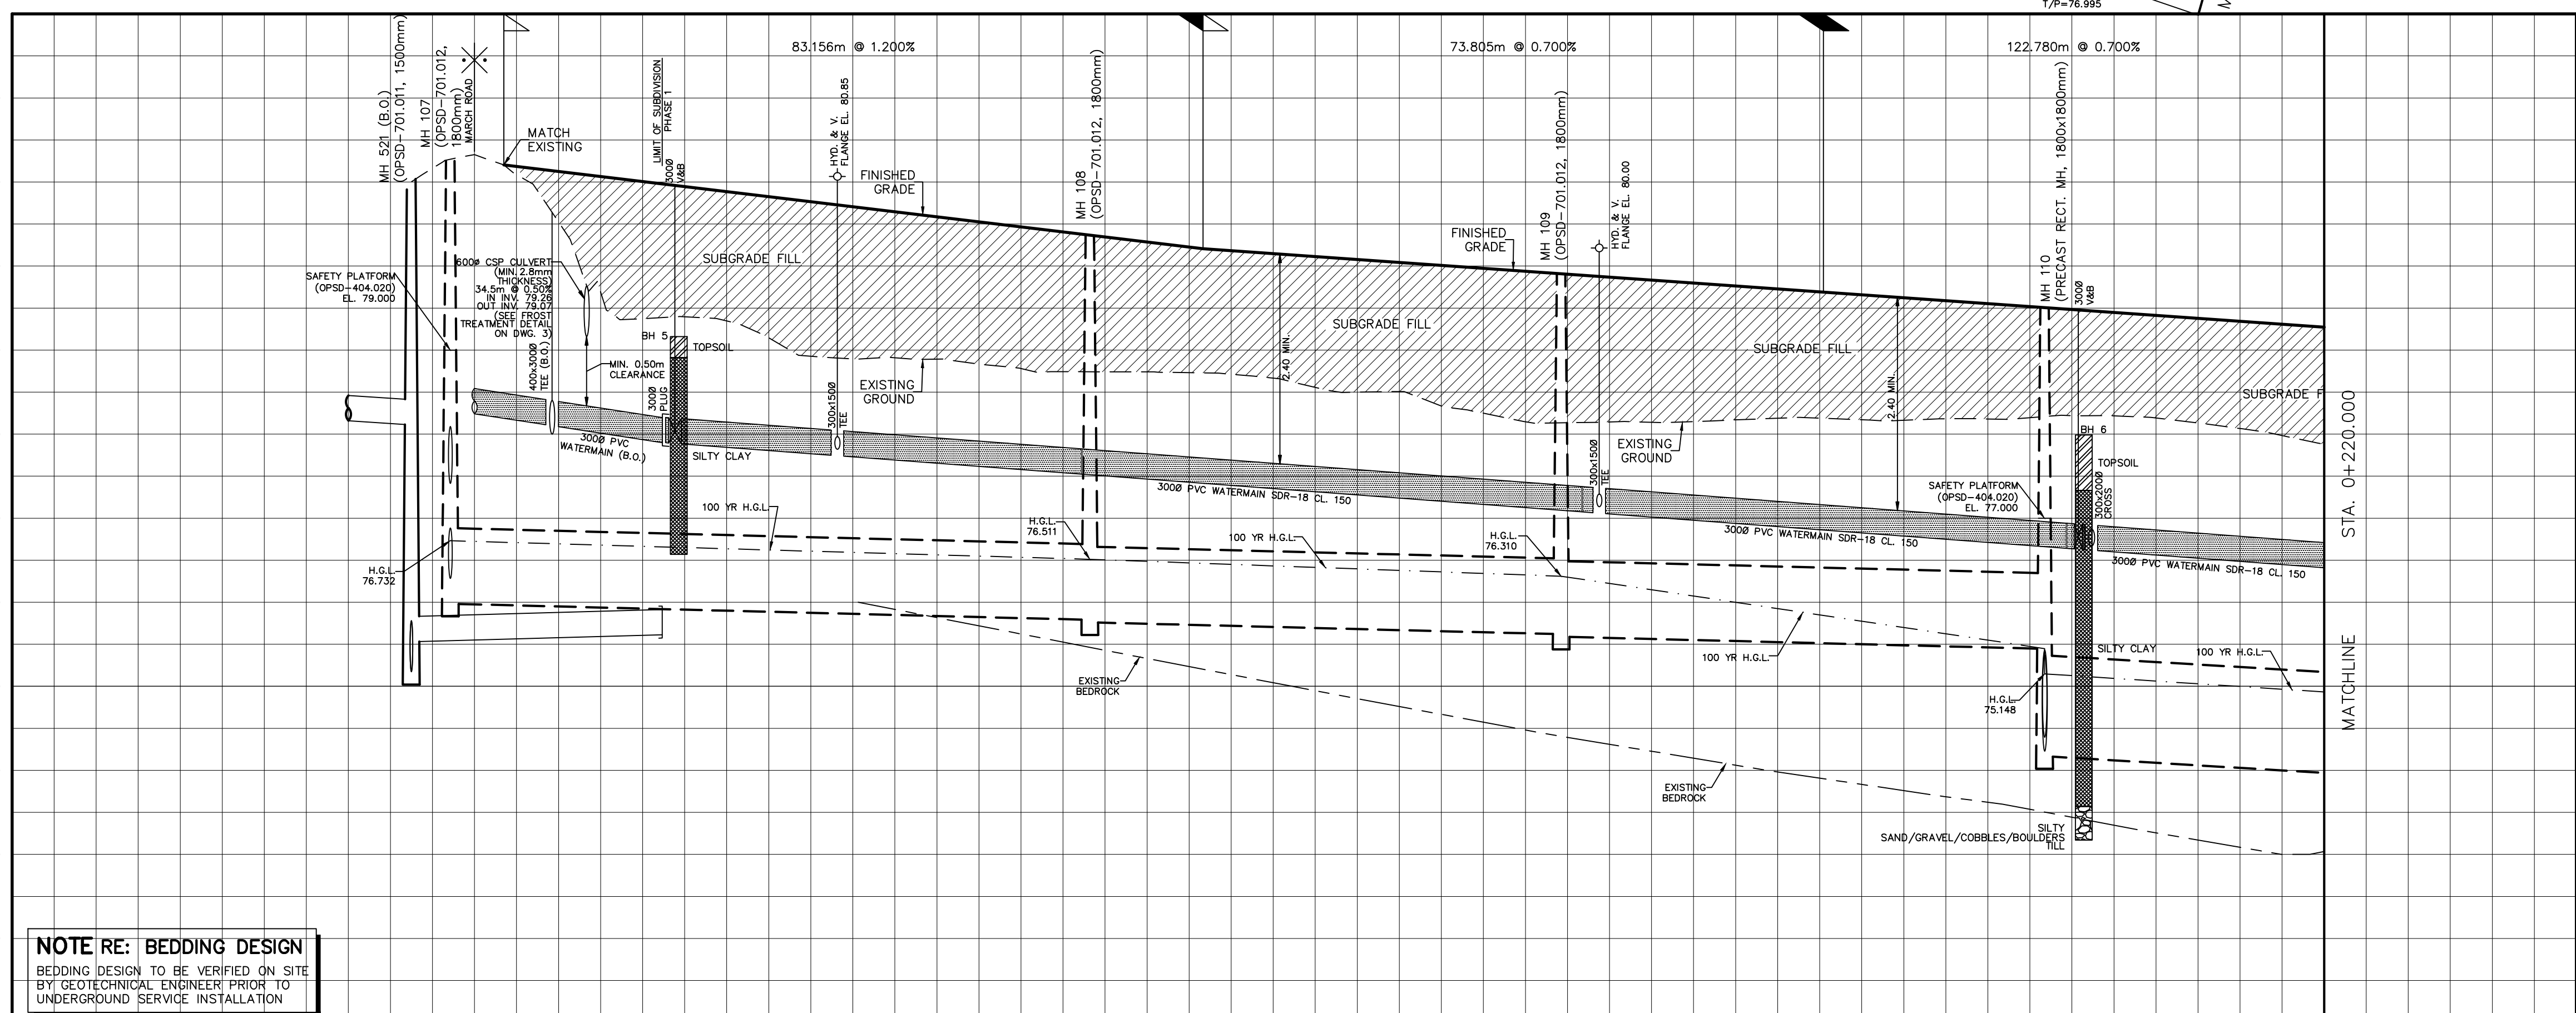 T/P=76.995
83.156m @ 1.200%
73.805m @ 0.700%
122.780m @ 0.700%
MH 521 (B.O.)
(OPSD-701.011, 1500mm)
MH 107
(OPSD-701.012,
1800mm)
MARCH ROAD
MATCH
EXISTING
LIMIT OF SUBDIVISION
PHASE 1
300Ø
V&B
HYD. & V.
FLANGE EL. 80.85
FINISHED
GRADE
MH 108
(OPSD-701.012, 1800mm)
FINISHED
GRADE
MH 109
(OPSD-701.012, 1800mm)
HYD. & V.
FLANGE EL. 80.00
MH 110
(PRECAST RECT. MH, 1800x1800mm)
300Ø
V&B
SAFETY PLATFORM
(OPSD-404.020)
EL. 79.000
600ø CSP CULVERT
(MIN. 2.8mm
THICKNESS)
34.5m @ 0.50%
IN INV. 79.26
OUT INV. 79.07
(SEE FROST
TREATMENT DETAIL
ON DWG. 3)
SUBGRADE FILL
SUBGRADE FILL
SUBGRADE FILL
SUBGRADE F
BH 5
TOPSOIL
MIN. 0.50m
CLEARANCE
400x300Ø
TEE (B.O.)
300Ø
PLUG
300x150Ø
TEE
EXISTING
GROUND
2.40 MIN.
2.40 MIN.
300Ø PVC
WATERMAIN (B.O.)
SILTY CLAY
300Ø PVC WATERMAIN SDR-18 CL. 150
300x150Ø
TEE
EXISTING
GROUND
BH 6
TOPSOIL
300x200Ø
CROSS
SAFETY PLATFORM
(OPSD-404.020)
EL. 77.000
300Ø PVC WATERMAIN SDR-18 CL. 150
300Ø PVC WATERMAIN SDR-18 CL. 150
100 YR H.G.L.
H.G.L.
76.511
100 YR H.G.L.
H.G.L.
76.310
H.G.L.
76.732
100 YR H.G.L.
SILTY CLAY
100 YR H.G.L.
EXISTING
BEDROCK
H.G.L.
75.148
EXISTING
BEDROCK
SILTY
SAND/GRAVEL/COBBLES/BOULDERS
TILL
MATCHLINE STA. 0+220.000
NOTE RE: BEDDING DESIGN
BEDDING DESIGN TO BE VERIFIED ON SITE
BY GEOTECHNICAL ENGINEER PRIOR TO
UNDERGROUND SERVICE INSTALLATION